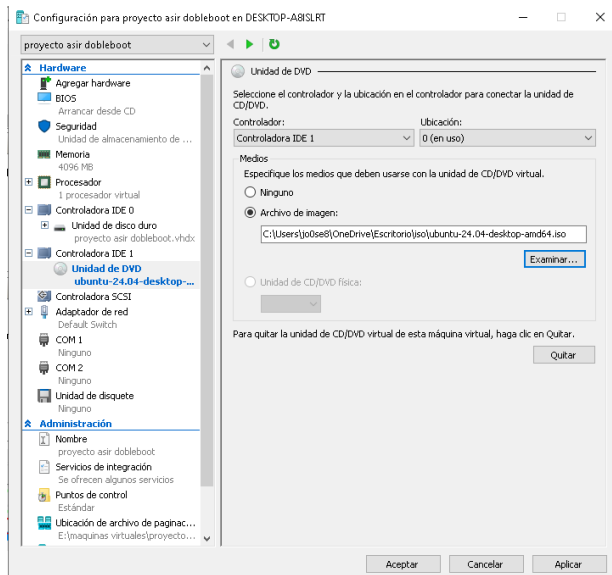 Configuración para proyecto asir dobleboot en DESKTOP-A8ISLRT
proyecto asir dobleboot
Hardware
Agregar hardware
BIOS
Arrancar desde CD
Seguridad
Unidad de almacenamiento de ...
Memoria
4096 MB
Procesador
1 procesador virtual
Controladora IDE 0
Unidad de disco duro
proyecto asir dobleboot.vhdx
Controladora IDE 1
Unidad de DVD
ubuntu-24.04-desktop-...
Controladora SCSI
Adaptador de red
Default Switch
COM 1
Ninguno
COM 2
Ninguno
Unidad de disquete
Ninguno
Administración
Nombre
proyecto asir dobleboot
Servicios de integración
Se ofrecen algunos servicios
Puntos de control
Estándar
Ubicación de archivo de paginac...
E:\maquinas virtuales\proyecto...
Unidad de DVD
Seleccione el controlador y la ubicación en el controlador para conectar la unidad de
CD/DVD.
Controlador: Ubicación:
Controladora IDE 1 0 (en uso)
Medios
Especifique los medios que deben usarse con la unidad de CD/DVD virtual.
Ninguno
Archivo de imagen:
C:\Users\jo0se8\OneDrive\Escritorio\iso\ubuntu-24.04-desktop-amd64.iso
Examinar...
Unidad de CD/DVD física:
Para quitar la unidad de CD/DVD virtual de esta máquina virtual, haga clic en Quitar.
Quitar
Aceptar Cancelar Aplicar